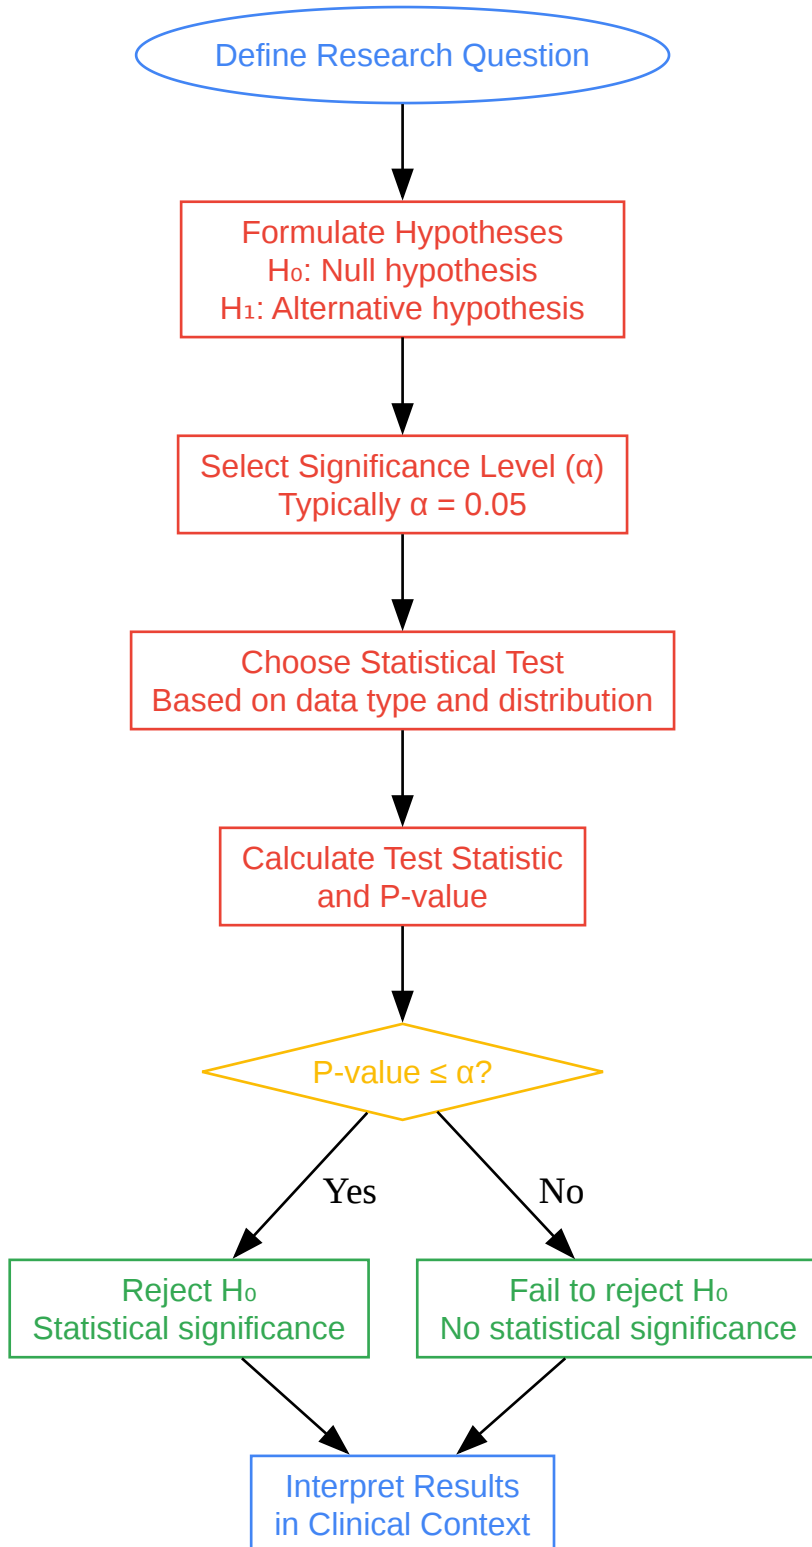 Define Research Question
Formulate Hypotheses
H₀: Null hypothesis
H₁: Alternative hypothesis
Select Significance Level (α)
Typically α = 0.05
Choose Statistical Test
Based on data type and distribution
Calculate Test Statistic
and P-value
P-value ≤ α?
Yes
No
Reject H₀
Statistical significance
Fail to reject H₀
No statistical significance
Interpret Results
in Clinical Context